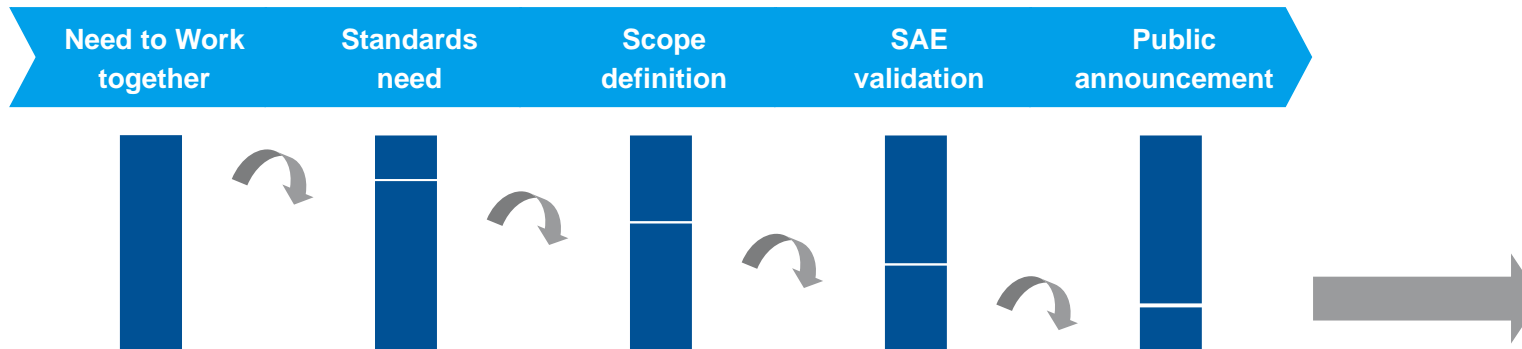 Need to Work
together
Standards
need
Scope
definition
SAE
validation
Public
announcement